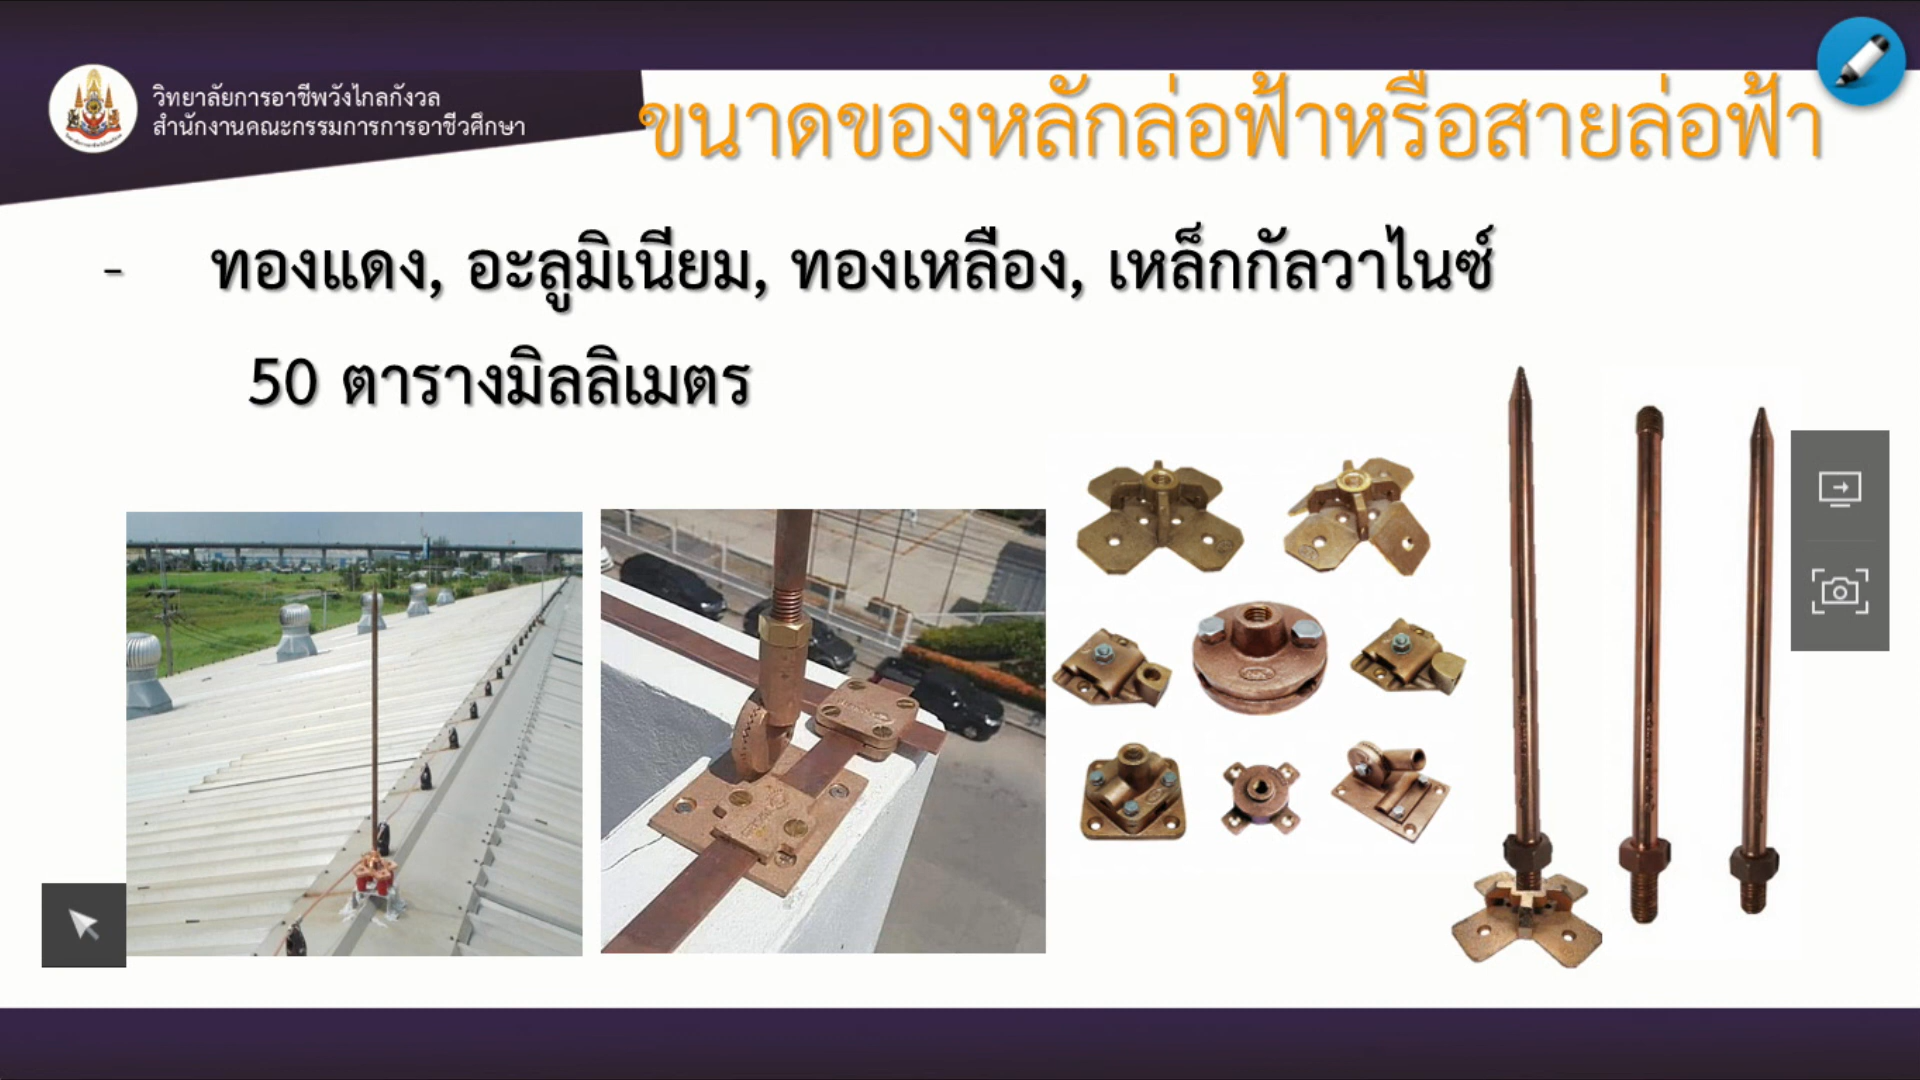 วิทยาลัยการอาชีพวังไกลกังวล
สำนักงานคณะกรรมการการอาชีวศึกษา
ขนาดของหลักล่อฟ้าหรือสายล่อฟ้า
- ทองแดง, อะลูมิเนียม, ทองเหลือง, เหล็กกัลวาไนซ์
50 ตารางมิลลิเมตร